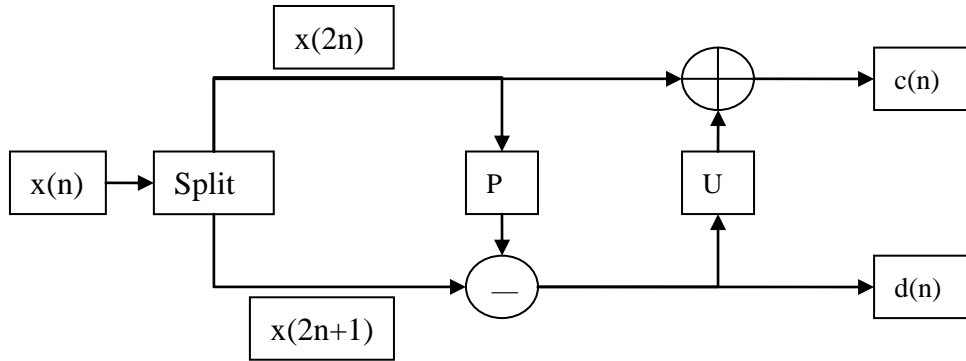 x(2n)
x(n)
Split
P
U
c(n)
d(n)
x(2n+1)